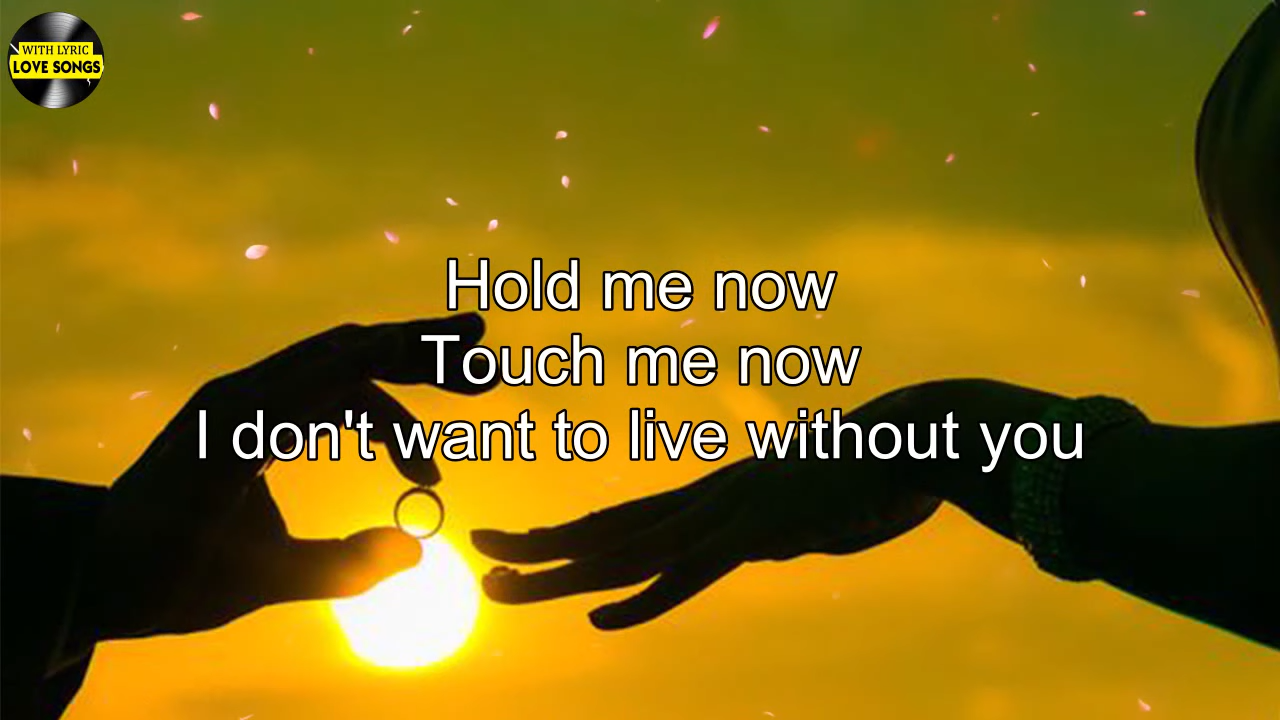 WITH LYRIC
LOVE SONGS
Hold me now
Touch me now
I don't want to live without you